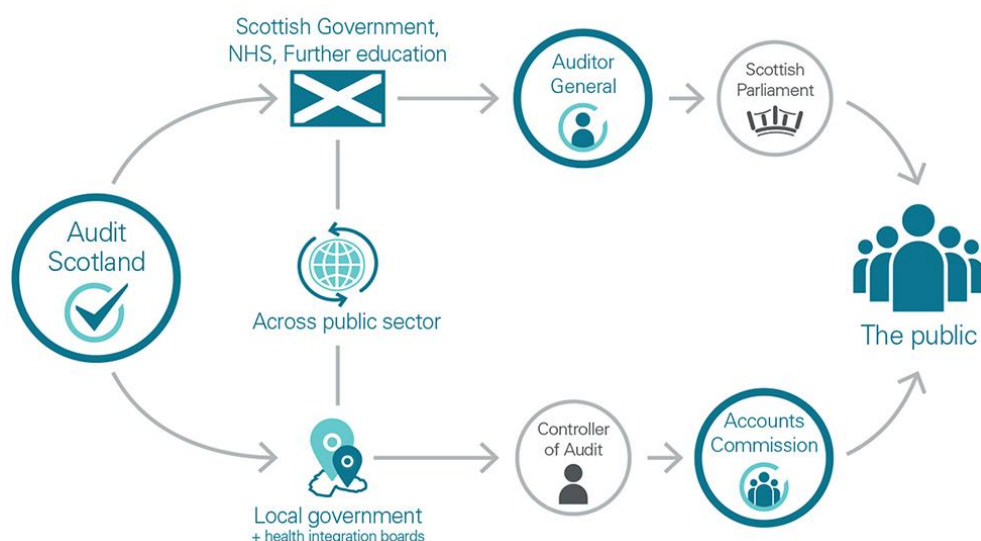 Scottish Government,
NHS, Further education
Auditor
General
Scottish
Parliament
Audit
Scotland
Across public sector
The public
Controller
of Audit
Accounts
Commission
Local government
+ health integration boards